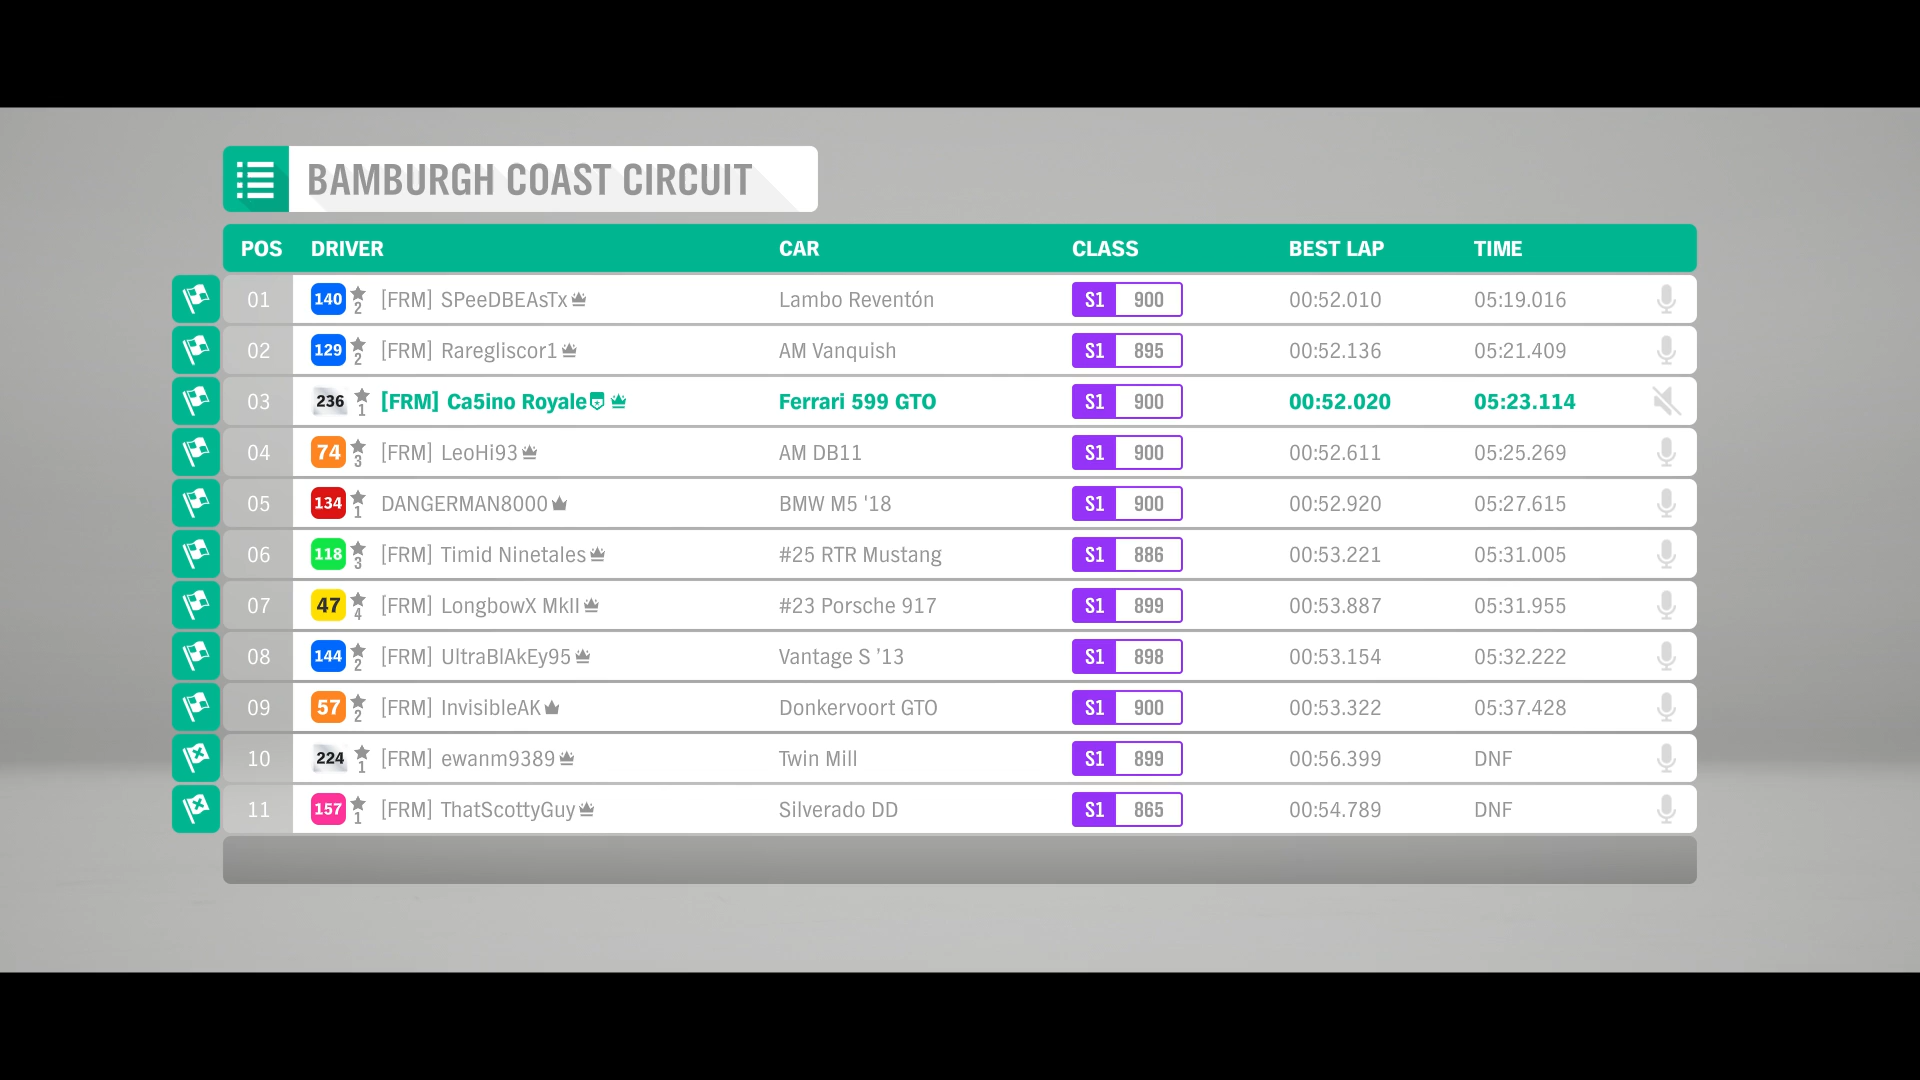 BAMBURGH COAST CIRCUIT
POS DRIVER CAR CLASS BEST LAP TIME
01 140 2 [FRM] SPeeDBEAsTx Lambo Reventón S1 900 00:52.010 05:19.016
02 129 2 [FRM] Raregliscor1 AM Vanquish S1 895 00:52.136 05:21.409
03 236 1 [FRM] Ca5ino Royale Ferrari 599 GTO S1 900 00:52.020 05:23.114
04 74 3 [FRM] LeoHi93 AM DB11 S1 900 00:52.611 05:25.269
05 134 1 DANGERMAN8000 BMW M5 '18 S1 900 00:52.920 05:27.615
06 118 3 [FRM] Timid Ninetales #25 RTR Mustang S1 886 00:53.221 05:31.005
07 47 4 [FRM] LongbowX MkII #23 Porsche 917 S1 899 00:53.887 05:31.955
08 144 2 [FRM] UltraBlAkEy95 Vantage S ’13 S1 898 00:53.154 05:32.222
09 57 2 [FRM] InvisibleAK Donkervoort GTO S1 900 00:53.322 05:37.428
10 224 1 [FRM] ewanm9389 Twin Mill S1 899 00:56.399 DNF
11 157 1 [FRM] ThatScottyGuy Silverado DD S1 865 00:54.789 DNF